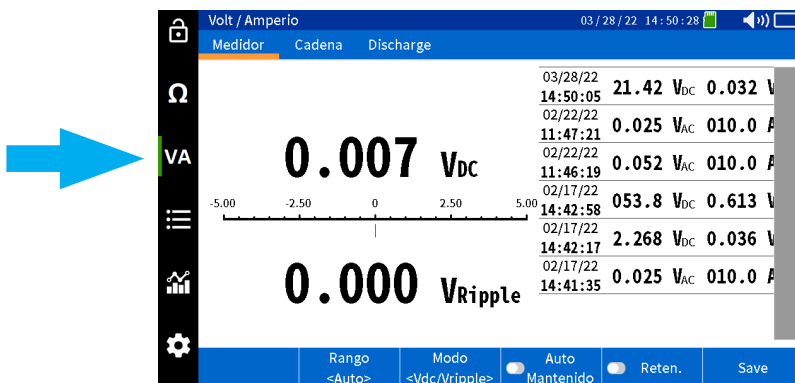 Volt / Amperio 03/28/22 14:50:28
Medidor Cadena Discharge
Ω
VA
0.007 VDC
-5.00 -2.50 0 2.50 5.00
0.000 VRipple
03/28/22
14:50:05 21.42 VDC 0.032 V
02/22/22
11:47:21 0.025 VAC 010.0 A
02/22/22
11:46:19 0.052 VAC 010.0 A
02/17/22
14:42:58 053.8 VDC 0.613 V
02/17/22
14:42:17 2.268 VDC 0.036 V
02/17/22
14:41:35 0.025 VAC 010.0 A
Rango
<Auto>
Modo
<Vdc/Vripple>
Auto
Mantenido
Reten.
Save